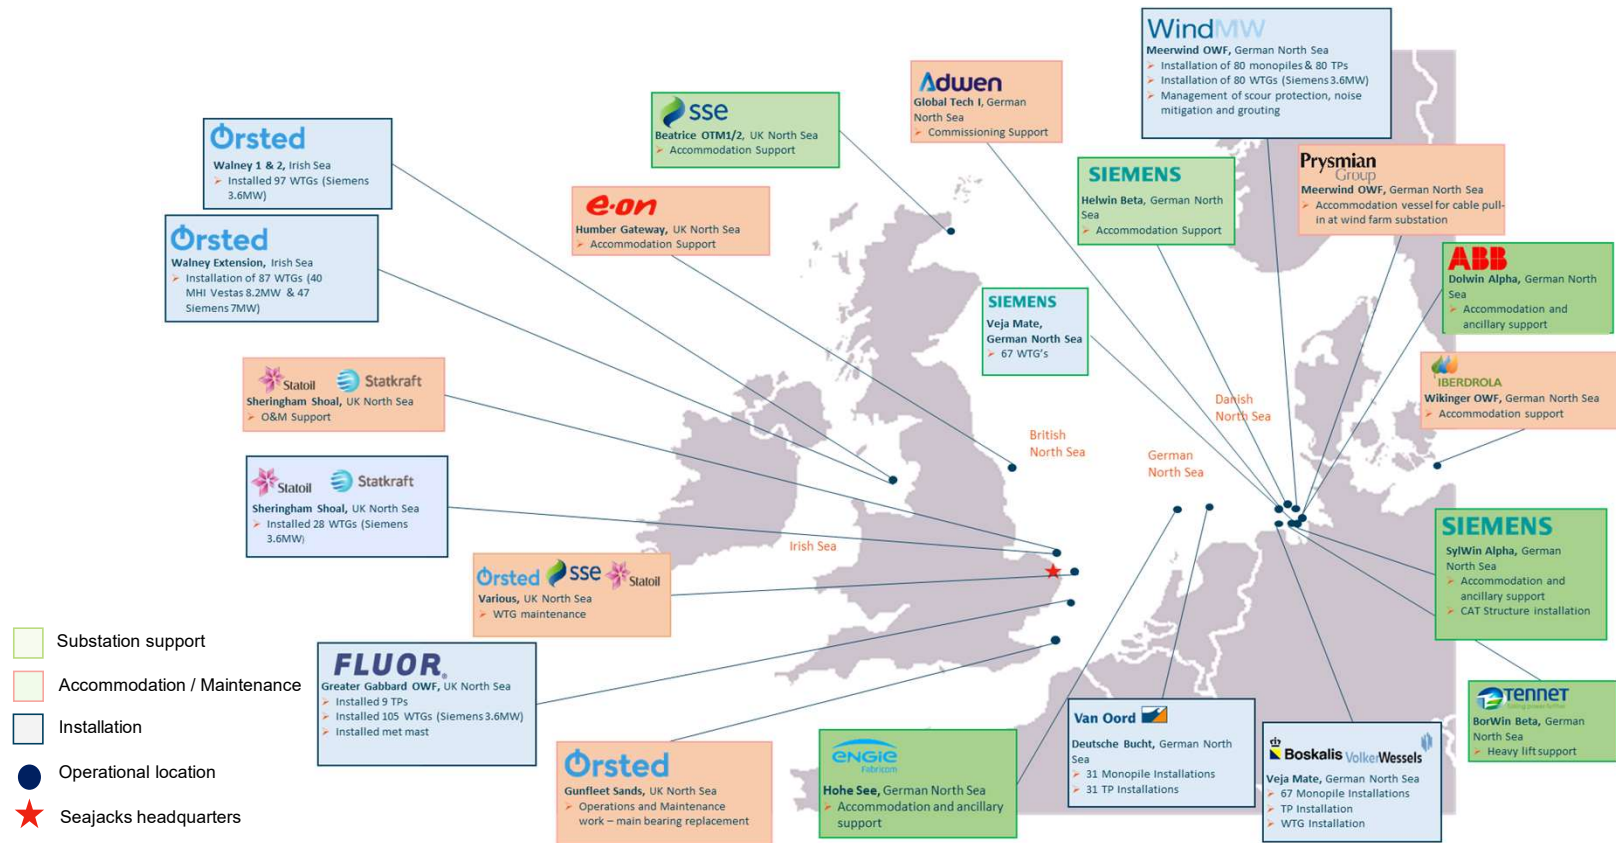 WindMW
Meerwind OWF, German North Sea
➢ Installation of 80 monopiles & 80 TPs
➢ Installation of 80 WTGs (Siemens 3.6MW)
➢ Management of scour protection, noise
mitigation and grouting
Adwen
Global Tech I, German
North Sea
➢ Commissioning Support
sse
Beatrice OTM1/2, UK North Sea
➢ Accommodation Support
Ørsted
Walney 1 & 2, Irish Sea
➢ Installed 97 WTGs (Siemens
3.6MW)
e·on
Humber Gateway, UK North Sea
➢ Accommodation Support
SIEMENS
Helwin Beta, German North
Sea
➢ Accommodation Support
Prysmian
Group
Meerwind OWF, German North Sea
➢ Accommodation vessel for cable pull-
in at wind farm substation
Ørsted
Walney Extension, Irish Sea
➢ Installation of 87 WTGs (40
MHI Vestas 8.2MW & 47
Siemens 7MW)
ABB
Dolwin Alpha, German North
Sea
➢ Accommodation and
ancillary support
SIEMENS
Veja Mate,
German North Sea
➢ 67 WTG's
Statoil Statkraft
Sheringham Shoal, UK North Sea
➢ O&M Support
IBERDROLA
Wikinger OWF, German North Sea
➢ Accommodation support
Danish
North Sea
British
North Sea
German
North Sea
Irish Sea
Statoil Statkraft
Sheringham Shoal, UK North Sea
➢ Installed 28 WTGs (Siemens
3.6MW)
SIEMENS
SylWin Alpha, German
North Sea
➢ Accommodation and
ancillary support
➢ CAT Structure installation
Ørsted sse Statoil
Various, UK North Sea
➢ WTG maintenance
Substation support
Accommodation / Maintenance
Installation
Operational location
Seajacks headquarters
FLUOR®
Greater Gabbard OWF, UK North Sea
➢ Installed 9 TPs
➢ Installed 105 WTGs (Siemens 3.6MW)
➢ Installed met mast
Ørsted
Gunfleet Sands, UK North Sea
➢ Operations and Maintenance
work – main bearing replacement
ENGIE
Fabricom
Hohe See, German North Sea
➢ Accommodation and ancillary
support
Van Oord
Deutsche Bucht, German North
Sea
➢ 31 Monopile Installations
➢ 31 TP Installations
Boskalis VolkerWessels
Veja Mate, German North Sea
➢ 67 Monopile Installations
➢ TP Installation
➢ WTG Installation
TENNET
Taking power further
BorWin Beta, German
North Sea
➢ Heavy lift support